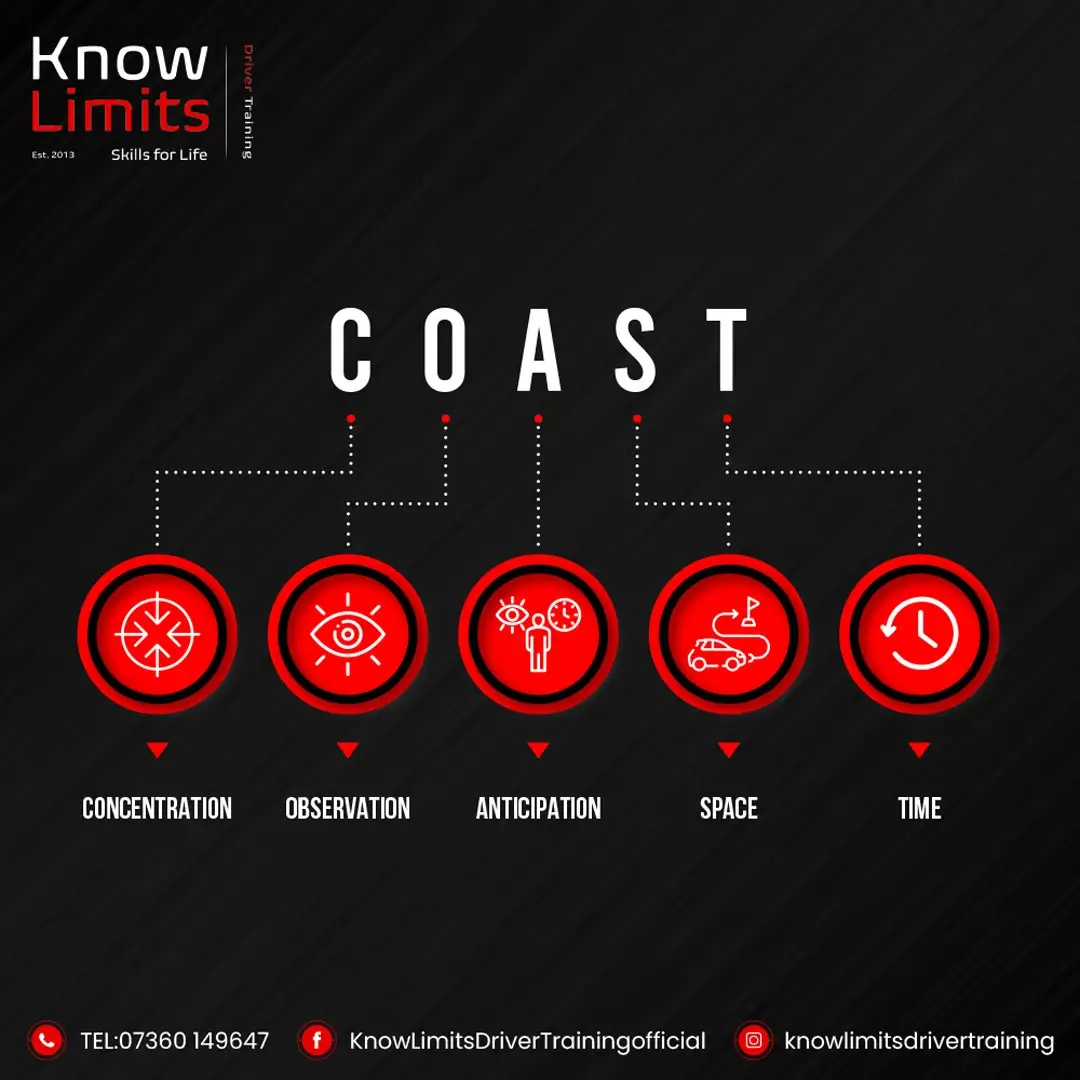 Know
Limits
Est. 2013 Skills for Life
Driver Training
COAST
CONCENTRATION OBSERVATION ANTICIPATION SPACE TIME
TEL:07360 149647 KnowLimitsDriverTrainingofficial knowlimitsdrivertraining